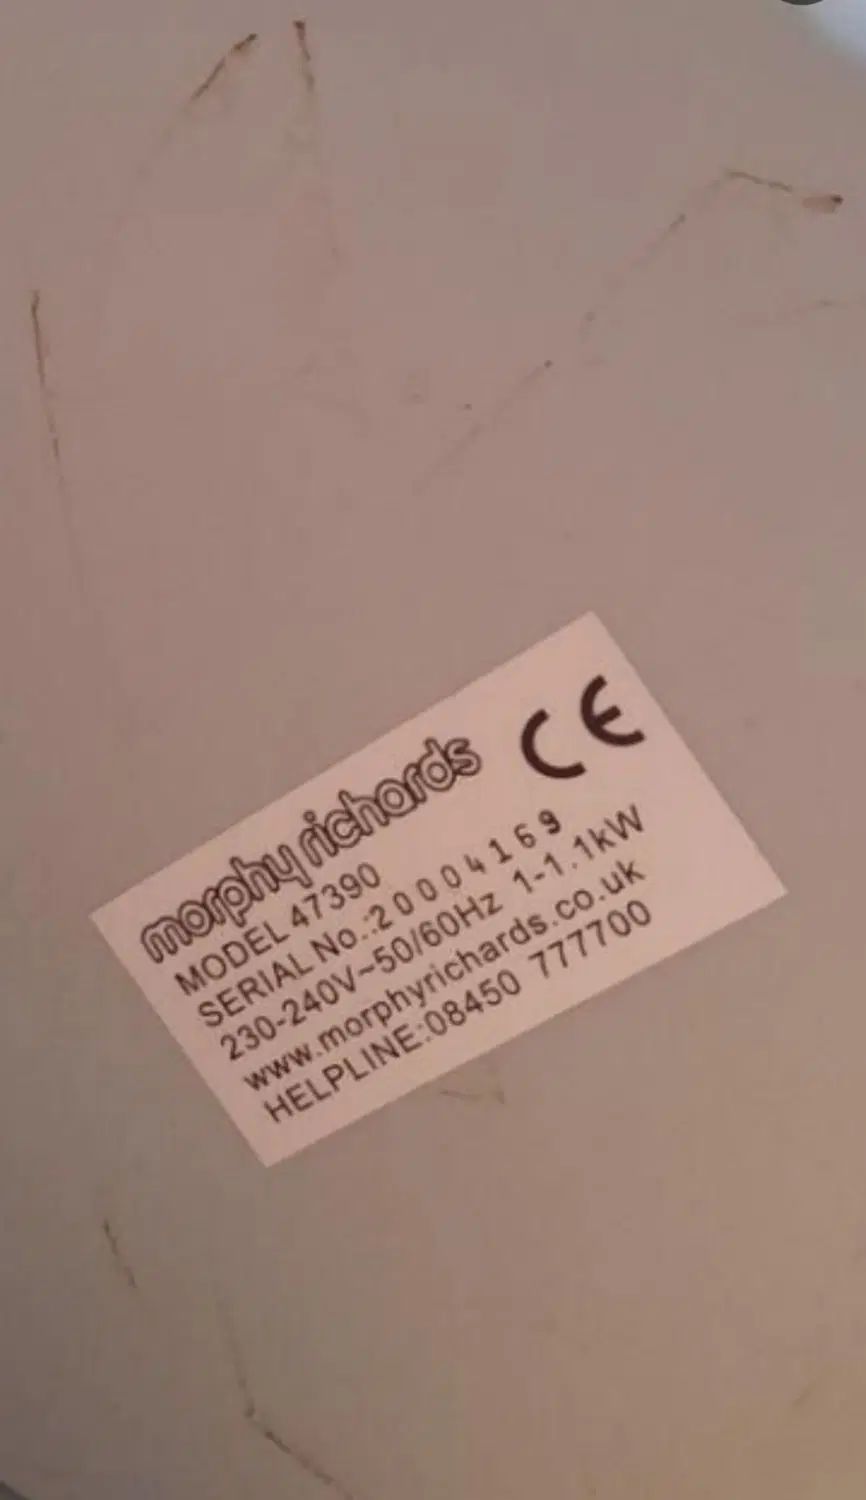 morphy richards CE
MODEL 47390
SERIAL No.:20004169
230-240V~50/60Hz 1-1.1kW
www.morphyrichards.co.uk
HELPLINE:08450 777700